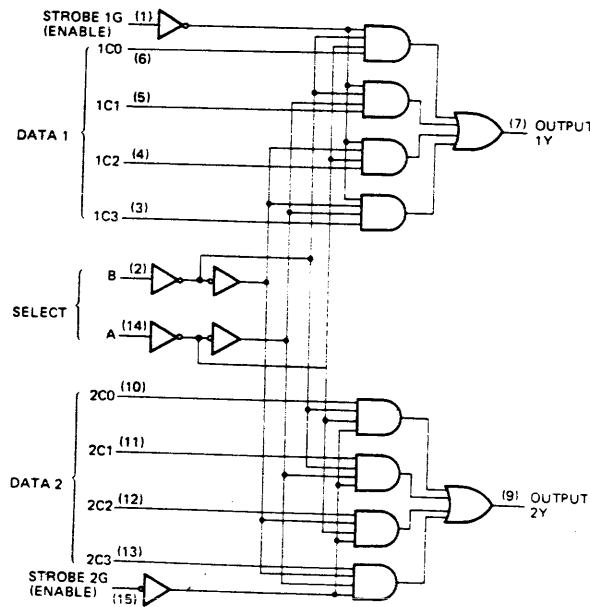 STROBE 1G (1)
(ENABLE)
1C0
(6)
1C1 (5)
DATA 1
1C2 (4)
1C3 (3)
(7) OUTPUT
1Y
B (2)
SELECT
A (14)
2C0 (10)
2C1 (11)
DATA 2
2C2 (12)
(9) OUTPUT
2Y
2C3 (13)
STROBE 2G
(ENABLE) (15)